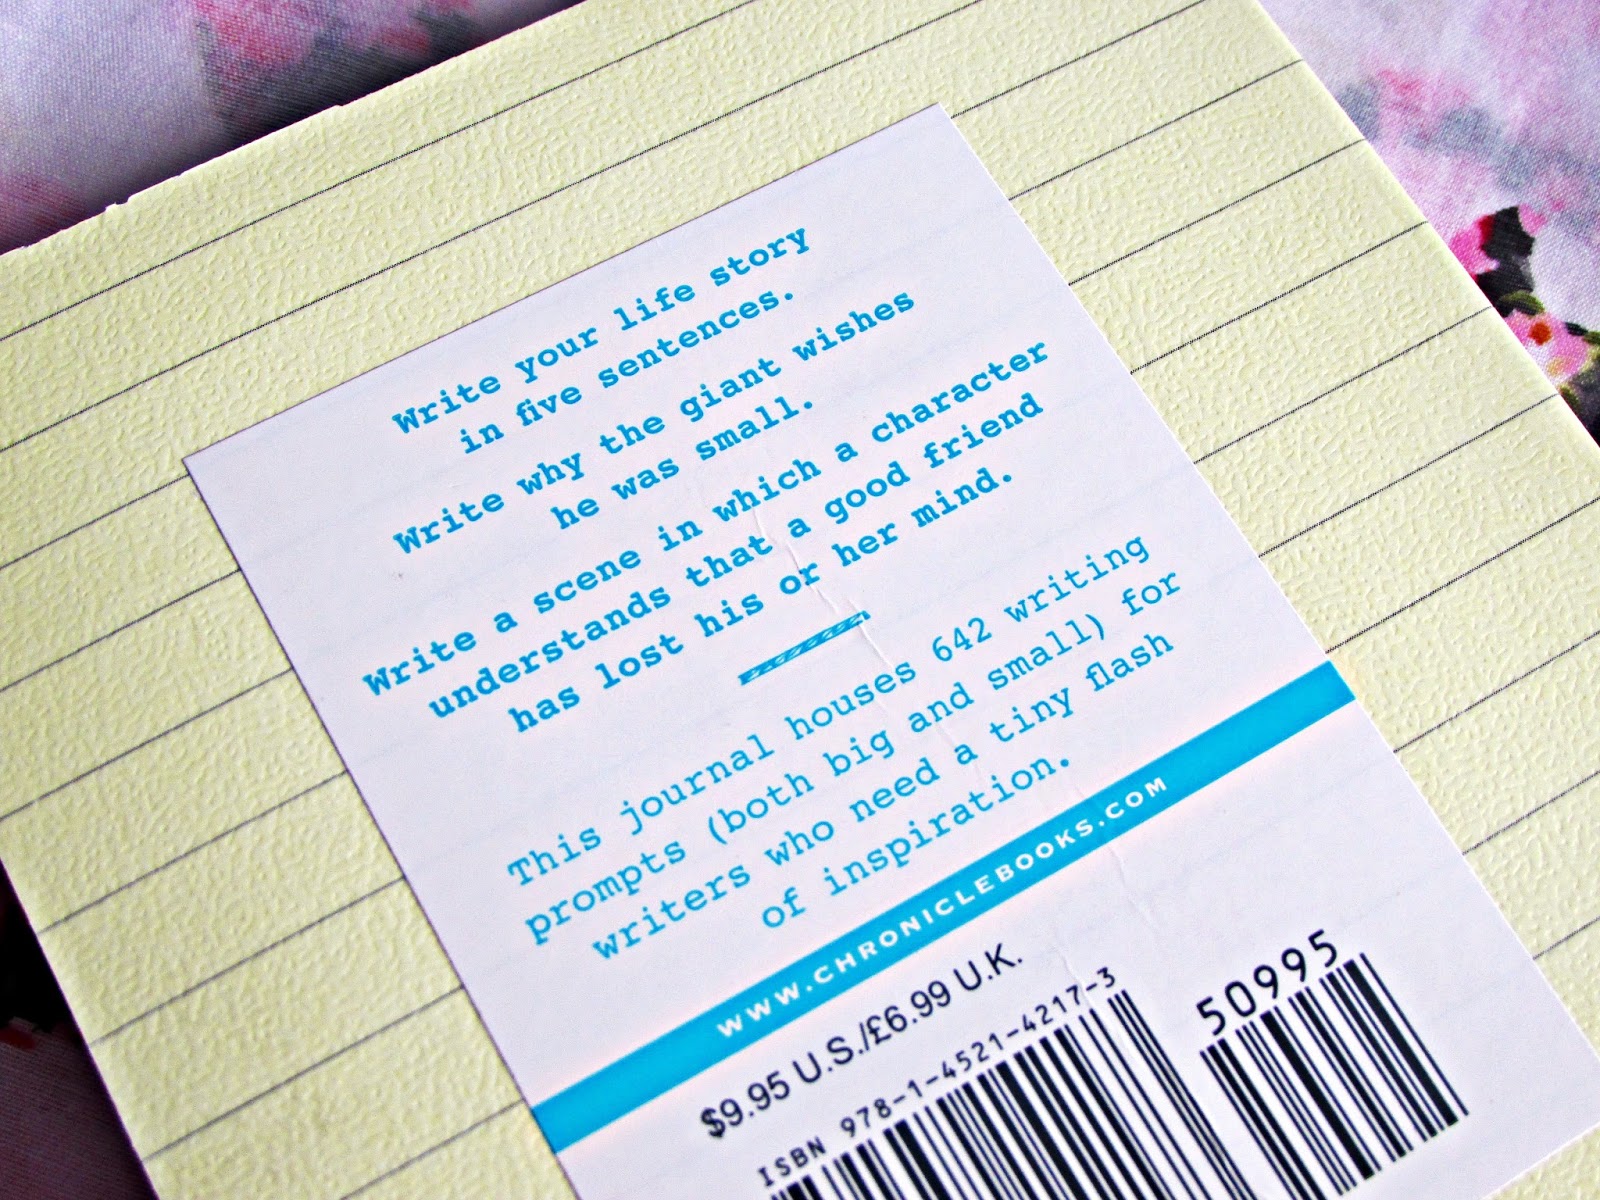 Write your life story
in five sentences.
Write why the giant wishes
he was small.
Write a scene in which a character
understands that a good friend
has lost his or her mind.
This journal houses 642 writing
prompts (both big and small) for
writers who need a tiny flash
of inspiration.
WWW.CHRONICLEBOOKS.COM
$9.95 U.S./£6.99 U.K.
ISBN 978-1-4521-4217-3
50995